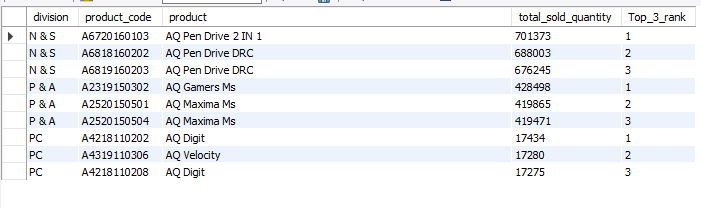 division product_code product total_sold_quantity Top_3_rank
N & S A6720160103 AQ Pen Drive 2 IN 1 701373 1
N & S A6818160202 AQ Pen Drive DRC 688003 2
N & S A6819160203 AQ Pen Drive DRC 676245 3
P & A A2319150302 AQ Gamers Ms 428498 1
P & A A2520150501 AQ Maxima Ms 419865 2
P & A A2520150504 AQ Maxima Ms 419471 3
PC A4218110202 AQ Digit 17434 1
PC A4319110306 AQ Velocity 17280 2
PC A4218110208 AQ Digit 17275 3